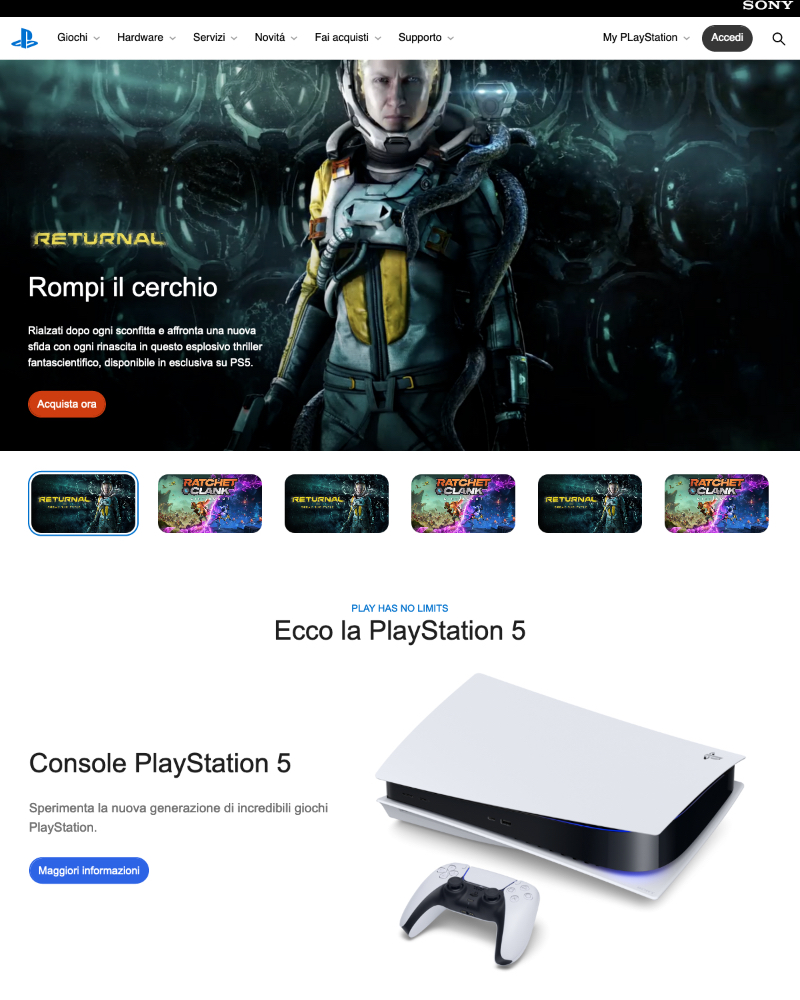 SONY
Giochi Hardware Servizi Novitá Fai acquisti Supporto My PLayStation Accedi
RETURNAL
Rompi il cerchio
Rialzati dopo ogni sconfitta e affronta una nuova
sfida con ogni rinascita in questo esplosivo thriller
fantascientifico, disponibile in esclusiva su PS5.
Acquista ora
RETURNAL RATCHET & CLANK RETURNAL RATCHET & CLANK RETURNAL RATCHET & CLANK
PLAY HAS NO LIMITS
Ecco la PlayStation 5
Console PlayStation 5
Sperimenta la nuova generazione di incredibili giochi
PlayStation.
Maggiori informazioni